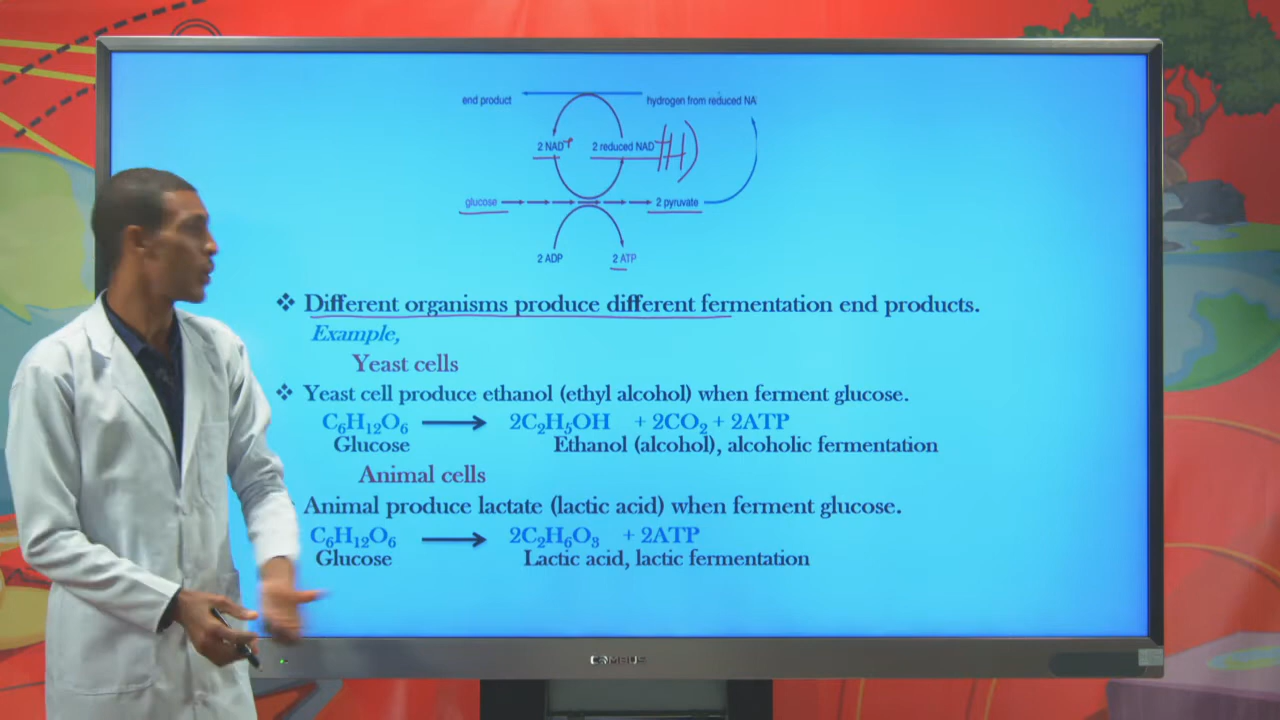 end product
hydrogen from reduced NA
2 NAD+ 2 reduced NAD (H)
glucose 2 pyruvate
2 ADP 2 ATP
❖ Different organisms produce different fermentation end products.
Example,
Yeast cells
❖ Yeast cell produce ethanol (ethyl alcohol) when ferment glucose.
C₆H₁₂O₆ → 2C₂H₅OH + 2CO₂ + 2ATP
Glucose Ethanol (alcohol), alcoholic fermentation
Animal cells
Animal produce lactate (lactic acid) when ferment glucose.
C₆H₁₂O₆ → 2C₂H₆O₃ + 2ATP
Glucose Lactic acid, lactic fermentation